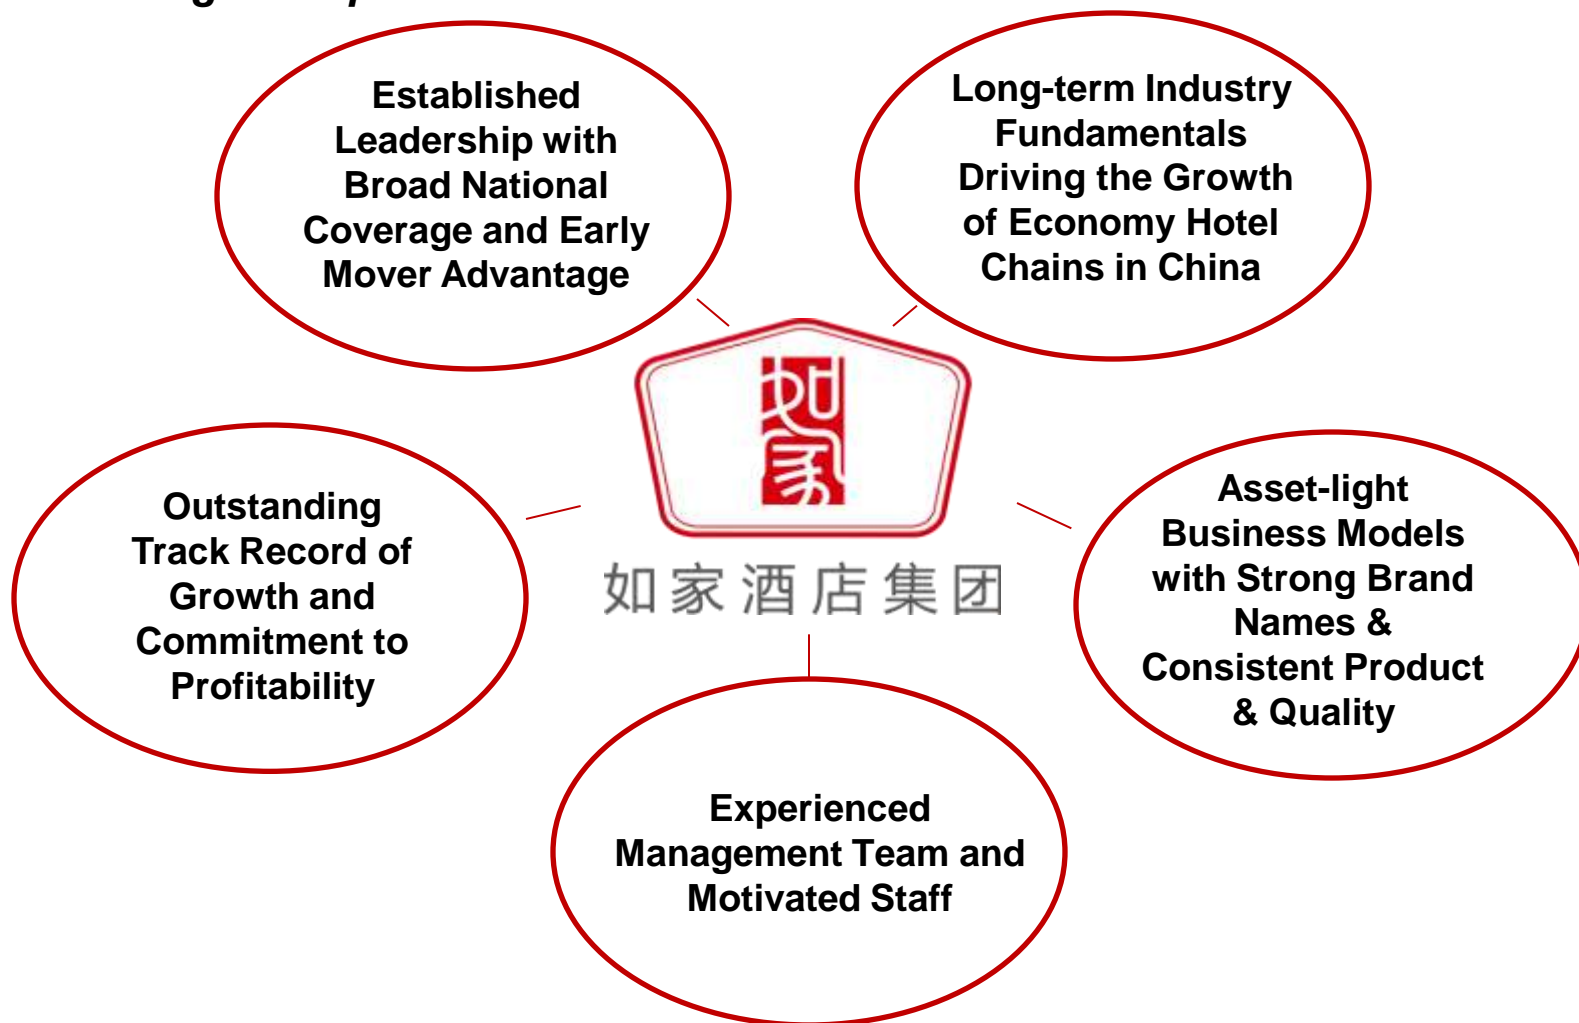 Established
Leadership with
Broad National
Coverage and Early
Mover Advantage
Long-term Industry
Fundamentals
Driving the Growth
of Economy Hotel
Chains in China
如家
如家酒店集团
Outstanding
Track Record of
Growth and
Commitment to
Profitability
Asset-light
Business Models
with Strong Brand
Names &
Consistent Product
& Quality
Experienced
Management Team and
Motivated Staff